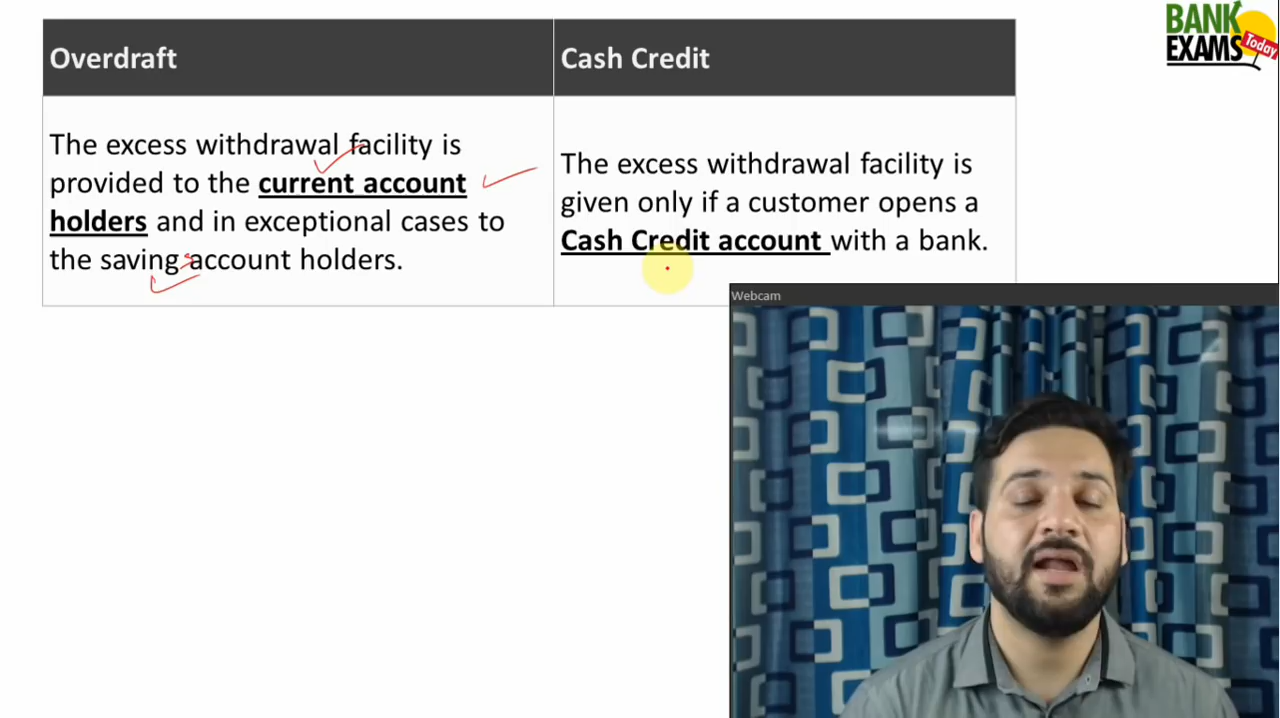 BANK
EXAMS
Today
Overdraft
Cash Credit
The excess withdrawal facility is
provided to the current account
holders and in exceptional cases to
the saving account holders.
The excess withdrawal facility is
given only if a customer opens a
Cash Credit account with a bank.
Webcam